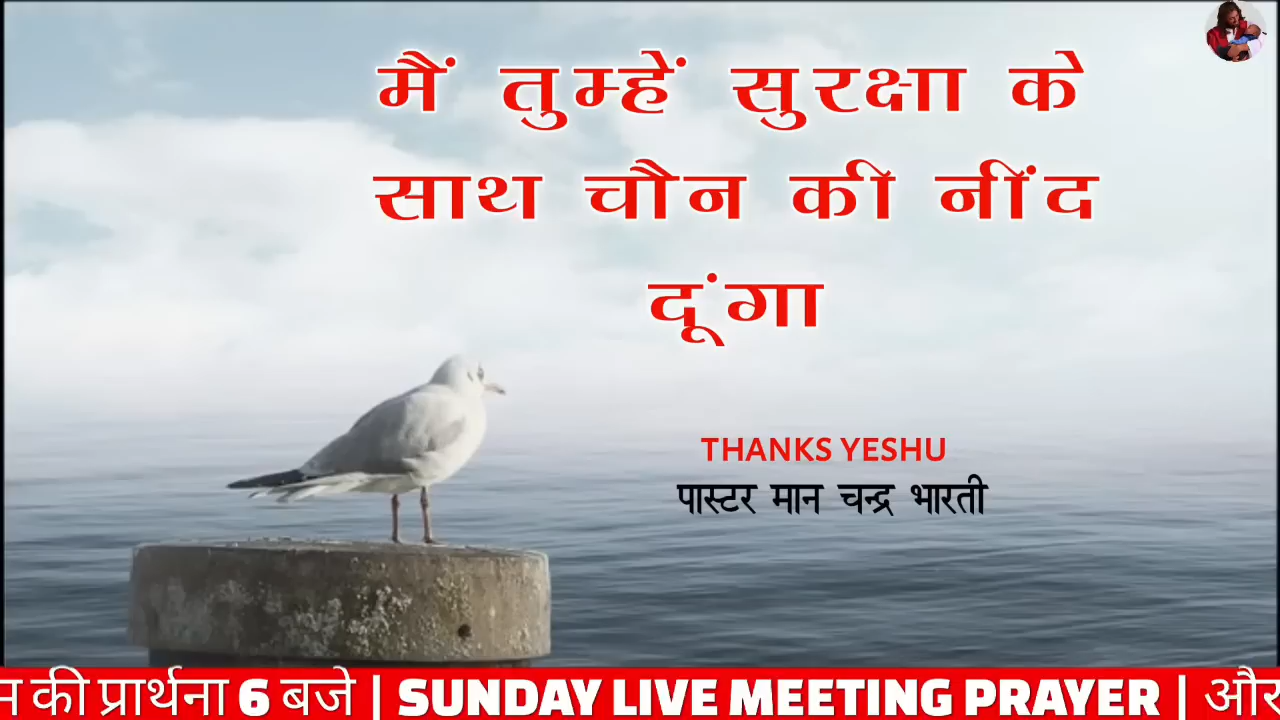 मैं तुम्हें सुरक्षा के
साथ चौन की नींद
दूंगा
THANKS YESHU
पास्टर मान चन्द्र भारती
की प्रार्थना 6 बजे | SUNDAY LIVE MEETING PRAYER | और